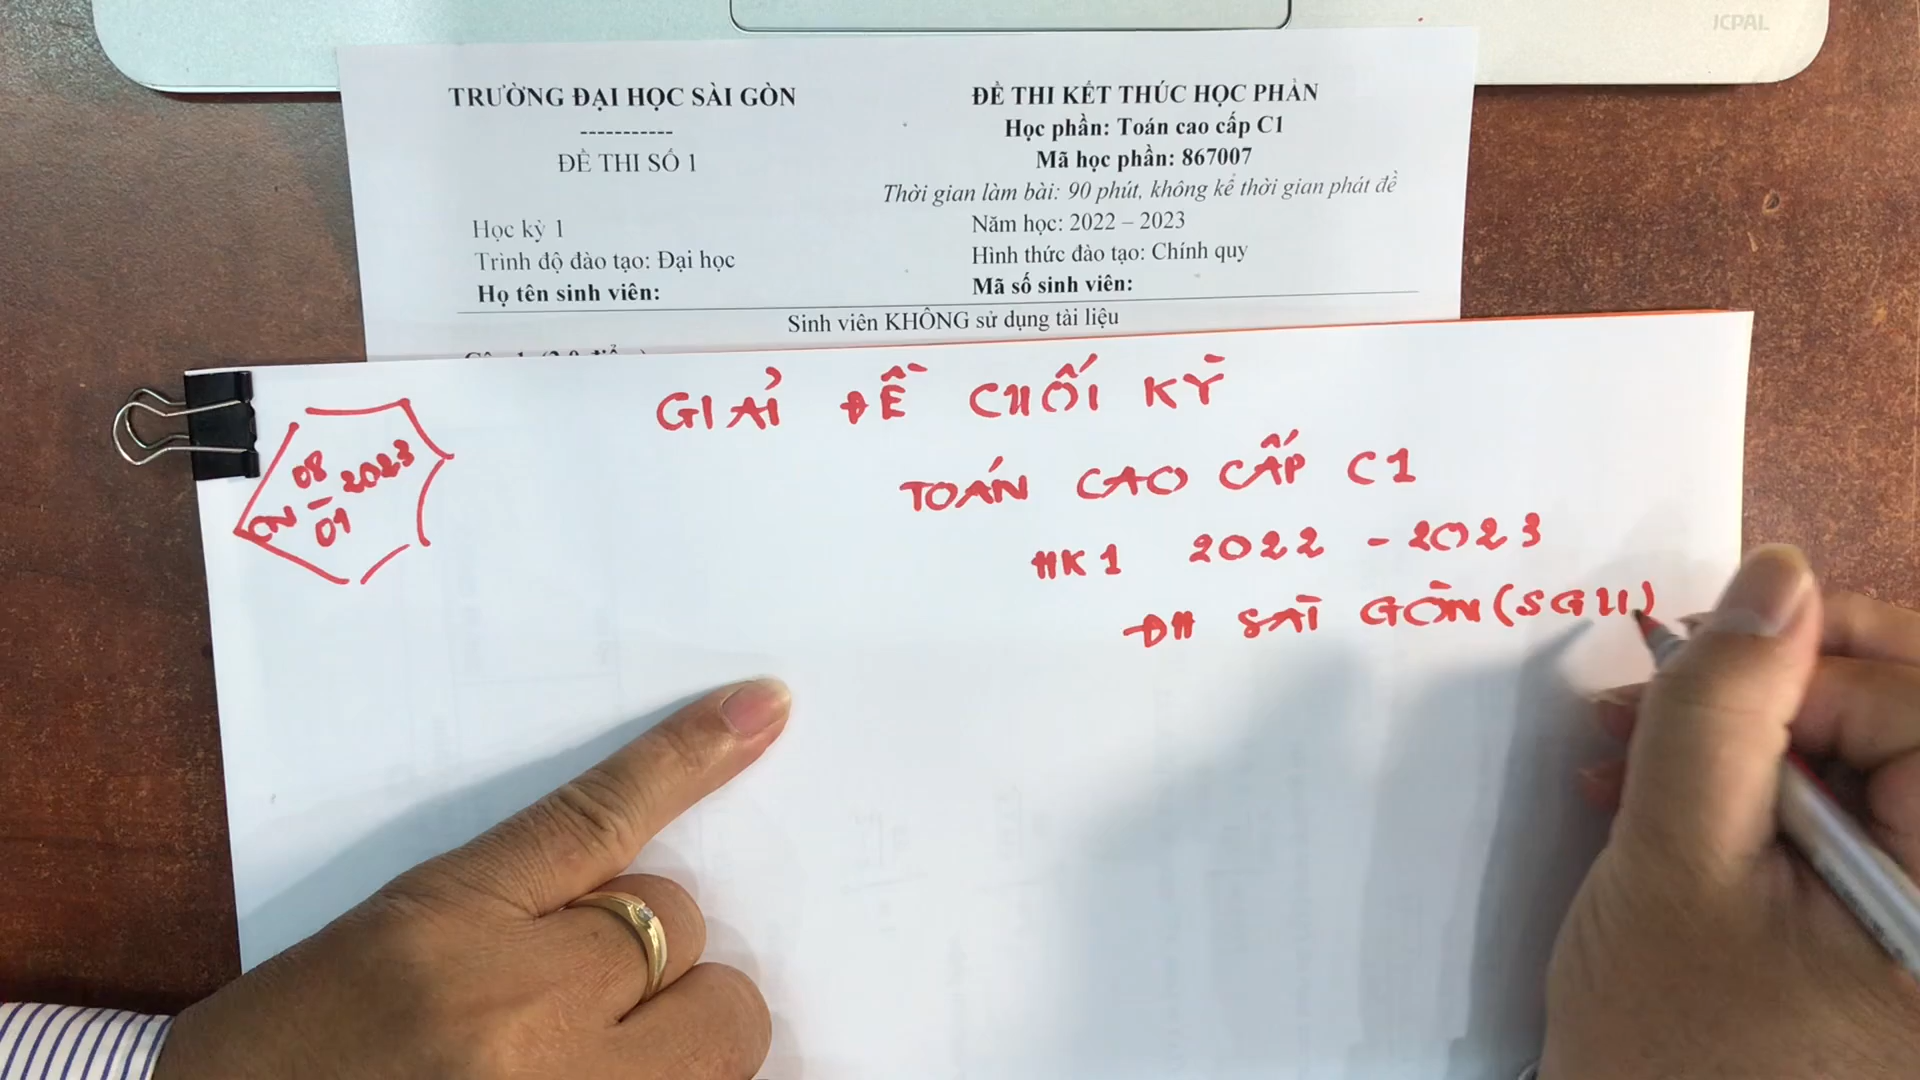 JCPAL
TRƯỜNG ĐẠI HỌC SÀI GÒN
-----------
ĐỀ THI SỐ 1
Học kỳ 1
Trình độ đào tạo: Đại học
Họ tên sinh viên:
ĐỀ THI KẾT THÚC HỌC PHẦN
Học phần: Toán cao cấp C1
Mã học phần: 867007
Thời gian làm bài: 90 phút, không kể thời gian phát đề
Năm học: 2022 – 2023
Hình thức đào tạo: Chính quy
Mã số sinh viên:
Sinh viên KHÔNG sử dụng tài liệu
GIẢI ĐỀ CUỐI KỲ
TOÁN CAO CẤP C1
HK1 2022 - 2023
ĐH SÀI GÒN (SGU)
CN 08/01 2023